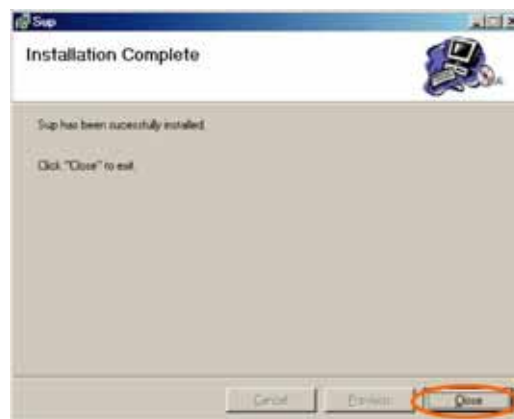 Sup
Installation Complete
Sup has been sucessfully installed.
Click "Close" to exit.
Cancel
Previous
Close